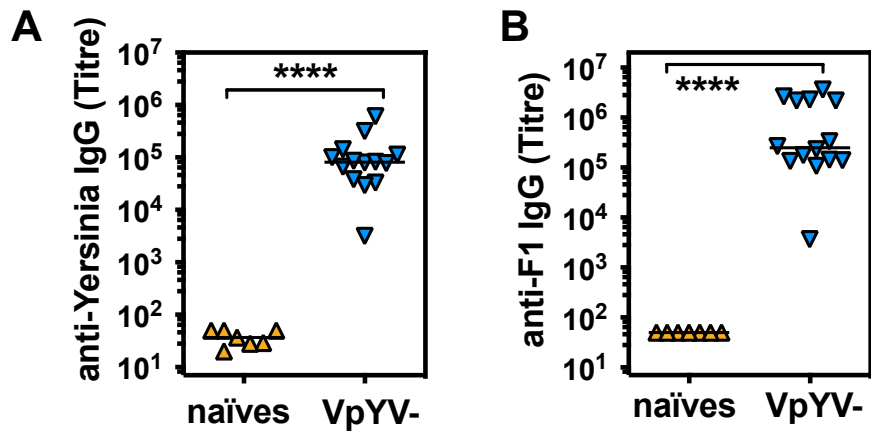 A
anti-Yersinia IgG (Titre)
10⁷
10⁶
10⁵
10⁴
10³
10²
10¹
****
naïves VpYV-
B
anti-F1 IgG (Titre)
10⁷
10⁶
10⁵
10⁴
10³
10²
10¹
****
naïves VpYV-